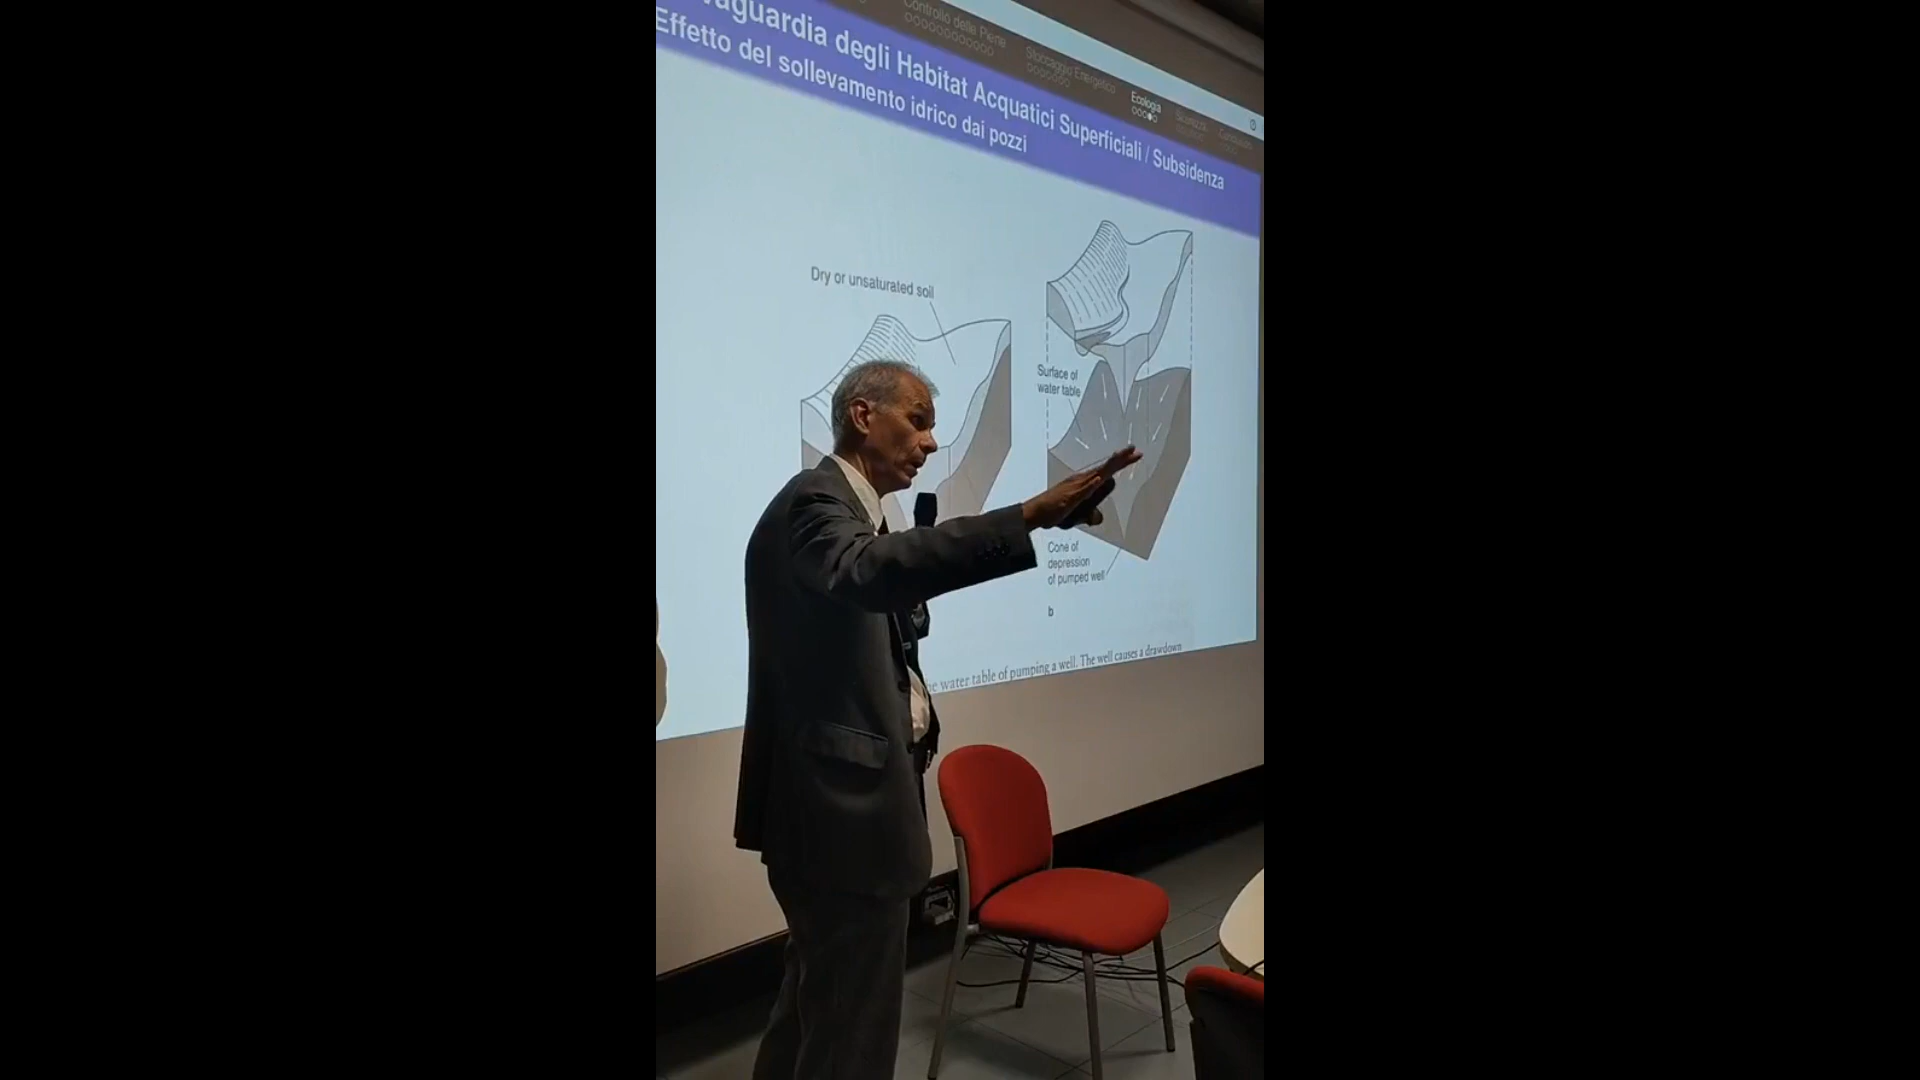 Controllo delle Piene
Stoccaggio Energetico
Ecologia
vaguardia degli Habitat Acquatici Superficiali / Subsidenza
Effetto del sollevamento idrico dai pozzi
Dry or unsaturated soil
Surface of
water table
Cone of
depression
of pumped well
b
he water table of pumping a well. The well causes a drawdown